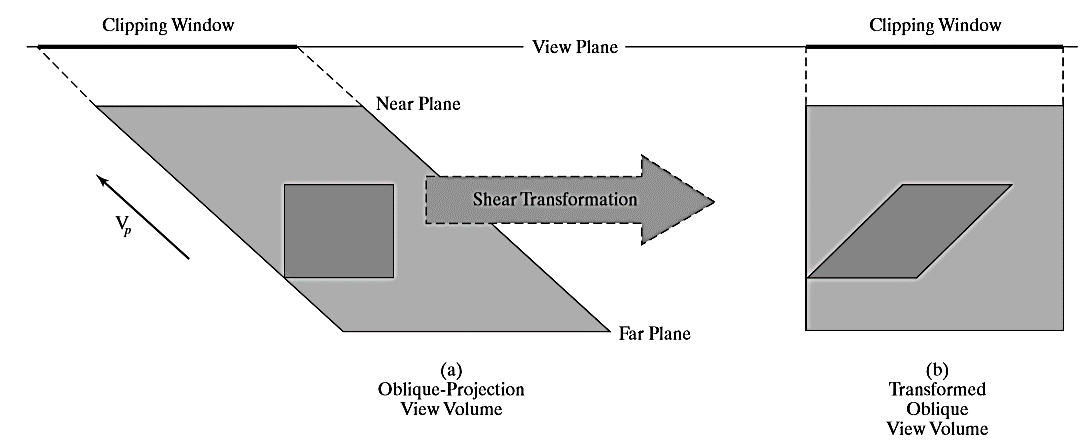 Clipping Window
Clipping Window
View Plane
Near Plane
Shear Transformation
Vp
Far Plane
(a)
Oblique-Projection
View Volume
(b)
Transformed
Oblique
View Volume